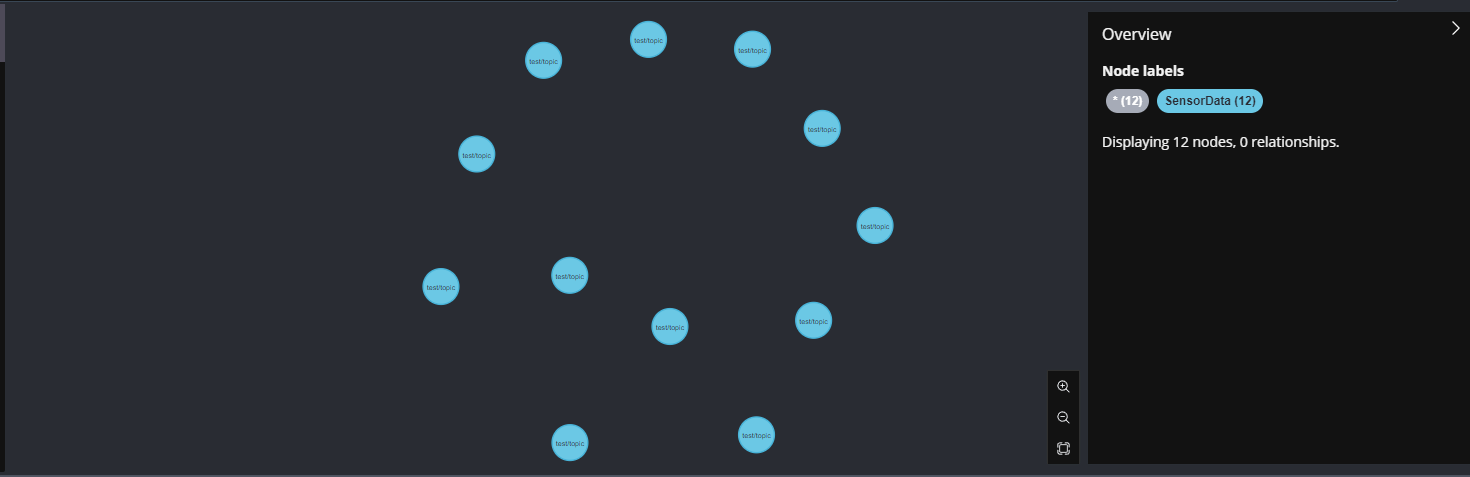 test/topic
test/topic
test/topic
test/topic
test/topic
test/topic
test/topic
test/topic
test/topic
test/topic
test/topic
test/topic
Overview
Node labels
* (12) SensorData (12)
Displaying 12 nodes, 0 relationships.